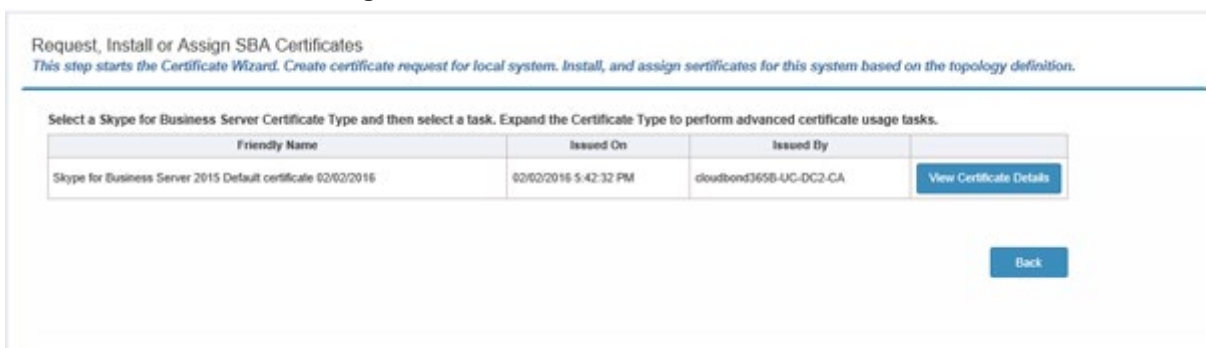 Request, Install or Assign SBA Certificates
This step starts the Certificate Wizard. Create certificate request for local system. Install, and assign sertificates for this system based on the topology definition.
Select a Skype for Business Server Certificate Type and then select a task. Expand the Certificate Type to perform advanced certificate usage tasks.
Friendly Name Issued On Issued By
Skype for Business Server 2015 Default certificate 02/02/2016 02/02/2016 5:42:32 PM cloudbond365B-UC-DC2-CA View Certificate Details
Back